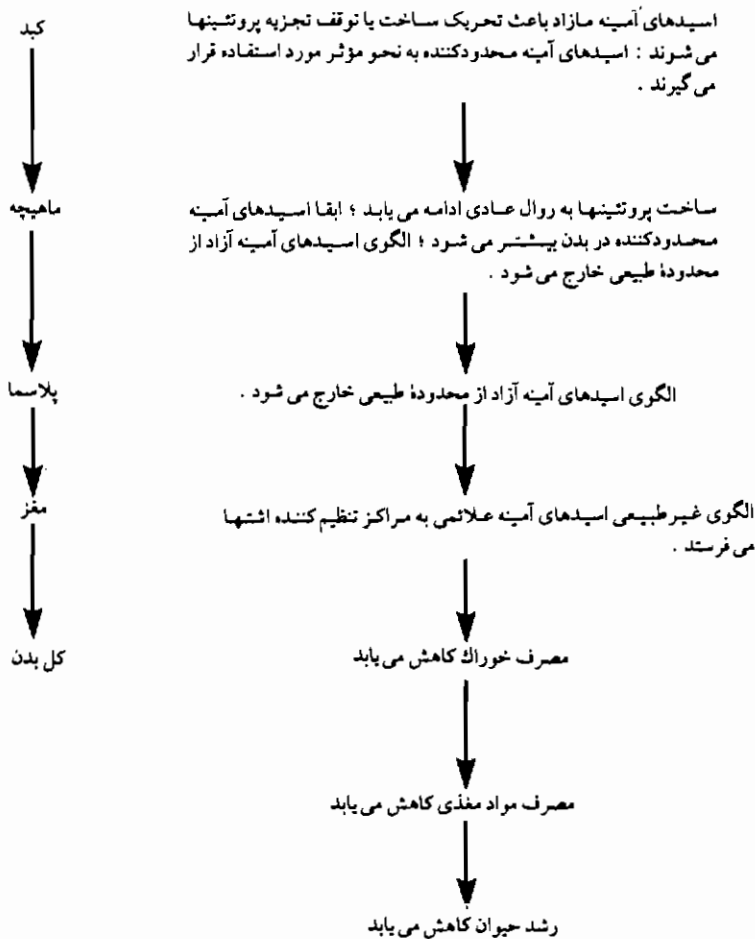 اسیدهای آمینه مازاد باعث تحریک ساخت یا توقف تجزیه پروتئینها
می شوند : اسیدهای آمینه محدودکننده به نحو مؤثر مورد استفاده قرار
می گیرند .
کبد
ساخت پروتئینها به روال عادی ادامه می یابد ؛ ابقا اسیدهای آمینه
محدودکننده در بدن بیشتر می شود ؛ الگوی اسیدهای آمینه آزاد از
محدودهٔ طبیعی خارج می شود .
ماهیچه
الگوی اسیدهای آمینه آزاد از محدودهٔ طبیعی خارج می شود .
پلاسما
الگوی غیرطبیعی اسیدهای آمینه علائمی به مراکز تنظیم کننده اشتها
می فرستد .
مغز
مصرف خوراك کاهش می یابد
کل بدن
مصرف مواد مغذی کاهش می یابد
رشد حیوان کاهش می یابد